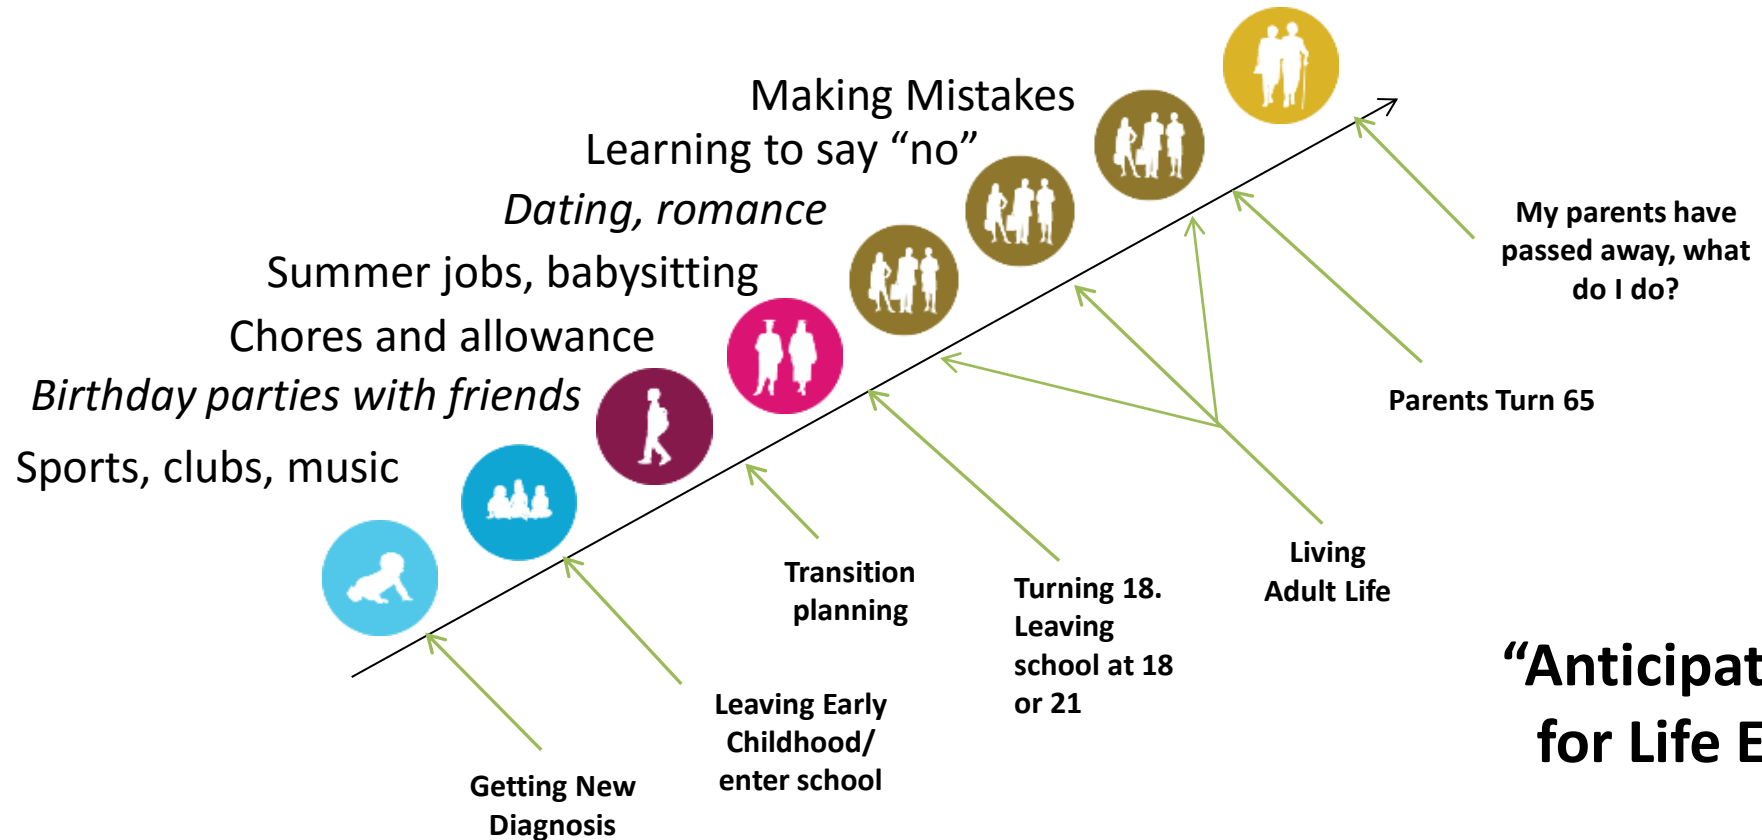 Making Mistakes
Learning to say “no”
Dating, romance
Summer jobs, babysitting
Chores and allowance
Birthday parties with friends
Sports, clubs, music
My parents have
passed away, what
do I do?
Parents Turn 65
Living
Adult Life
Turning 18.
Leaving
school at 18
or 21
Transition
planning
Leaving Early
Childhood/
enter school
Getting New
Diagnosis
“Anticipat
for Life E